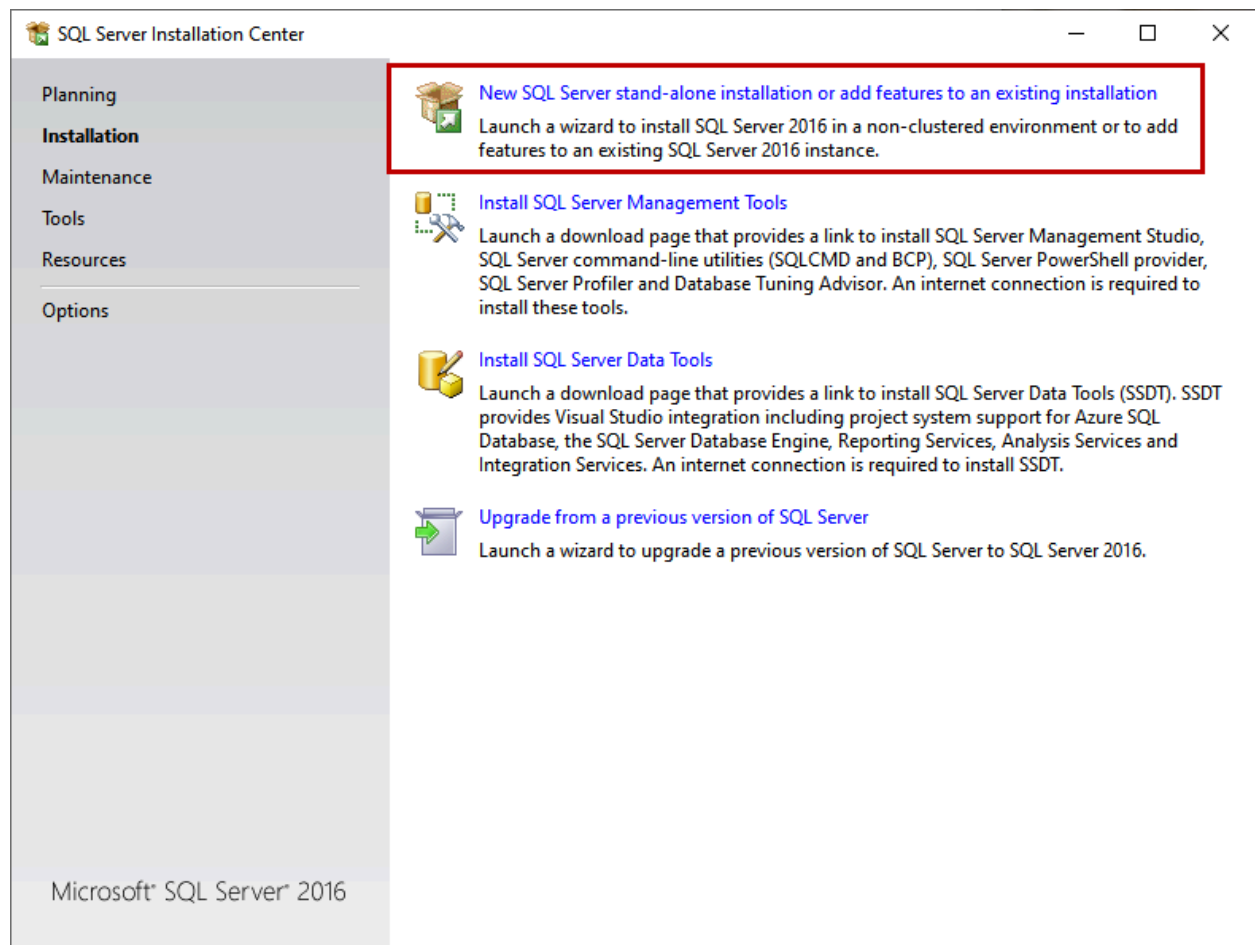 SQL Server Installation Center
Planning
Installation
Maintenance
Tools
Resources
Options
New SQL Server stand-alone installation or add features to an existing installation
Launch a wizard to install SQL Server 2016 in a non-clustered environment or to add
features to an existing SQL Server 2016 instance.
Install SQL Server Management Tools
Launch a download page that provides a link to install SQL Server Management Studio,
SQL Server command-line utilities (SQLCMD and BCP), SQL Server PowerShell provider,
SQL Server Profiler and Database Tuning Advisor. An internet connection is required to
install these tools.
Install SQL Server Data Tools
Launch a download page that provides a link to install SQL Server Data Tools (SSDT). SSDT
provides Visual Studio integration including project system support for Azure SQL
Database, the SQL Server Database Engine, Reporting Services, Analysis Services and
Integration Services. An internet connection is required to install SSDT.
Upgrade from a previous version of SQL Server
Launch a wizard to upgrade a previous version of SQL Server to SQL Server 2016.
Microsoft® SQL Server® 2016